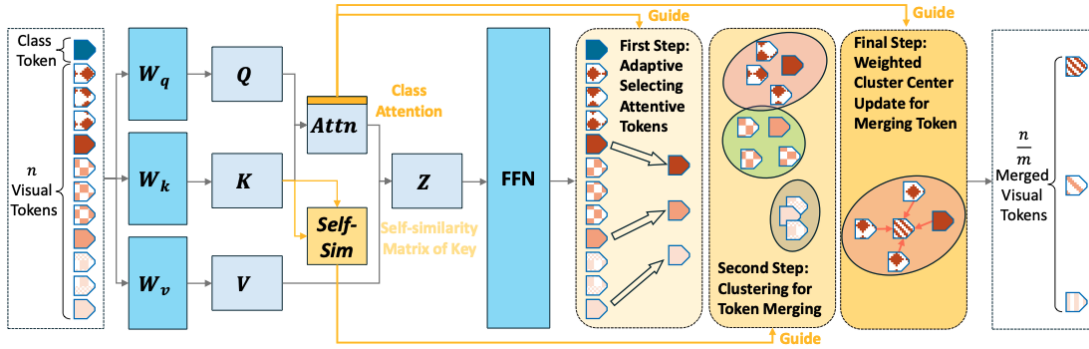 Class
Token
n
Visual
Tokens
W_q
W_k
W_v
Q
K
V
Attn
Class
Attention
Self-
Sim
Self-similarity
Matrix of Key
Z
FFN
Guide
Guide
Guide
First Step:
Adaptive
Selecting
Attentive
Tokens
Second Step:
Clustering for
Token Merging
Final Step:
Weighted
Cluster Center
Update for
Merging Token
n
m
Merged
Visual
Tokens